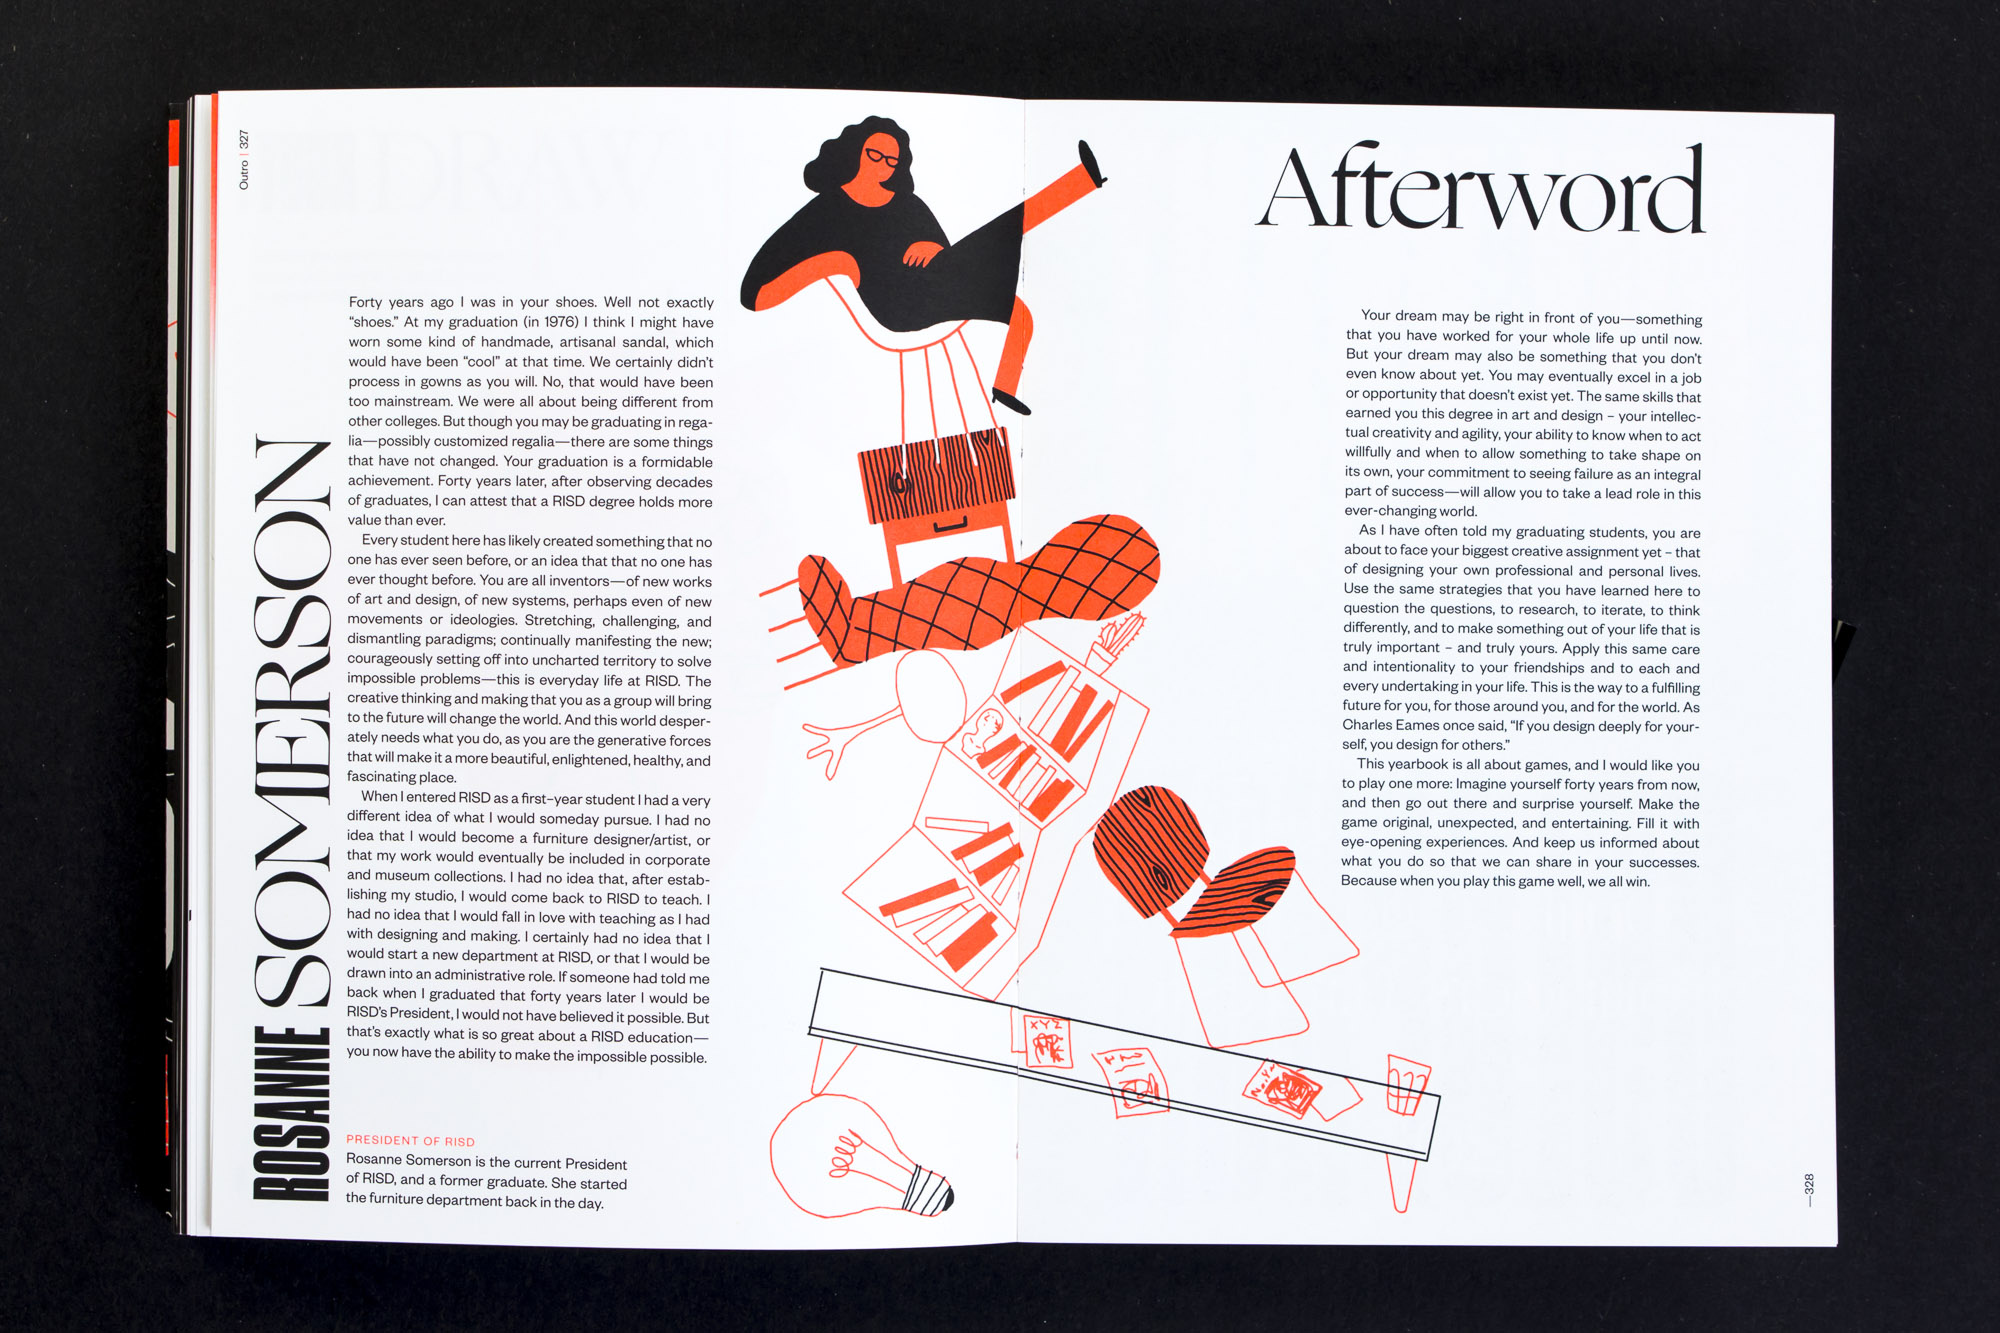 Outro | 327
ROSANNE SOMERSON
Forty years ago I was in your shoes. Well not exactly
“shoes.” At my graduation (in 1976) I think I might have
worn some kind of handmade, artisanal sandal, which
would have been “cool” at that time. We certainly didn’t
process in gowns as you will. No, that would have been
too mainstream. We were all about being different from
other colleges. But though you may be graduating in rega-
lia—possibly customized regalia—there are some things
that have not changed. Your graduation is a formidable
achievement. Forty years later, after observing decades
of graduates, I can attest that a RISD degree holds more
value than ever.
Every student here has likely created something that no
one has ever seen before, or an idea that that no one has
ever thought before. You are all inventors—of new works
of art and design, of new systems, perhaps even of new
movements or ideologies. Stretching, challenging, and
dismantling paradigms; continually manifesting the new;
courageously setting off into uncharted territory to solve
impossible problems—this is everyday life at RISD. The
creative thinking and making that you as a group will bring
to the future will change the world. And this world desper-
ately needs what you do, as you are the generative forces
that will make it a more beautiful, enlightened, healthy, and
fascinating place.
When I entered RISD as a first-year student I had a very
different idea of what I would someday pursue. I had no
idea that I would become a furniture designer/artist, or
that my work would eventually be included in corporate
and museum collections. I had no idea that, after estab-
lishing my studio, I would come back to RISD to teach. I
had no idea that I would fall in love with teaching as I had
with designing and making. I certainly had no idea that I
would start a new department at RISD, or that I would be
drawn into an administrative role. If someone had told me
back when I graduated that forty years later I would be
RISD’s President, I would not have believed it possible. But
that’s exactly what is so great about a RISD education—
you now have the ability to make the impossible possible.
PRESIDENT OF RISD
Rosanne Somerson is the current President
of RISD, and a former graduate. She started
the furniture department back in the day.
XYZ
Afterword
Your dream may be right in front of you—something
that you have worked for your whole life up until now.
But your dream may also be something that you don’t
even know about yet. You may eventually excel in a job
or opportunity that doesn’t exist yet. The same skills that
earned you this degree in art and design – your intellec-
tual creativity and agility, your ability to know when to act
willfully and when to allow something to take shape on
its own, your commitment to seeing failure as an integral
part of success—will allow you to take a lead role in this
ever-changing world.
As I have often told my graduating students, you are
about to face your biggest creative assignment yet – that
of designing your own professional and personal lives.
Use the same strategies that you have learned here to
question the questions, to research, to iterate, to think
differently, and to make something out of your life that is
truly important – and truly yours. Apply this same care
and intentionality to your friendships and to each and
every undertaking in your life. This is the way to a fulfilling
future for you, for those around you, and for the world. As
Charles Eames once said, “If you design deeply for your-
self, you design for others.”
This yearbook is all about games, and I would like you
to play one more: Imagine yourself forty years from now,
and then go out there and surprise yourself. Make the
game original, unexpected, and entertaining. Fill it with
eye-opening experiences. And keep us informed about
what you do so that we can share in your successes.
Because when you play this game well, we all win.
—328